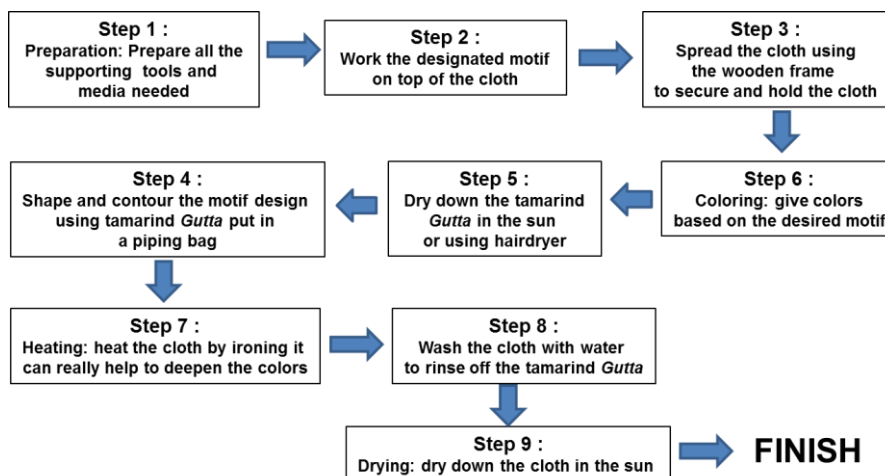 Step 1 :
Preparation: Prepare all the
supporting tools and
media needed
Step 2 :
Work the designated motif
on top of the cloth
Step 3 :
Spread the cloth using
the wooden frame
to secure and hold the cloth
Step 4 :
Shape and contour the motif design
using tamarind Gutta put in
a piping bag
Step 5 :
Dry down the tamarind
Gutta in the sun
or using hairdryer
Step 6 :
Coloring: give colors
based on the desired motif
Step 7 :
Heating: heat the cloth by ironing it
can really help to deepen the colors
Step 8 :
Wash the cloth with water
to rinse off the tamarind Gutta
Step 9 :
Drying: dry down the cloth in the sun
FINISH